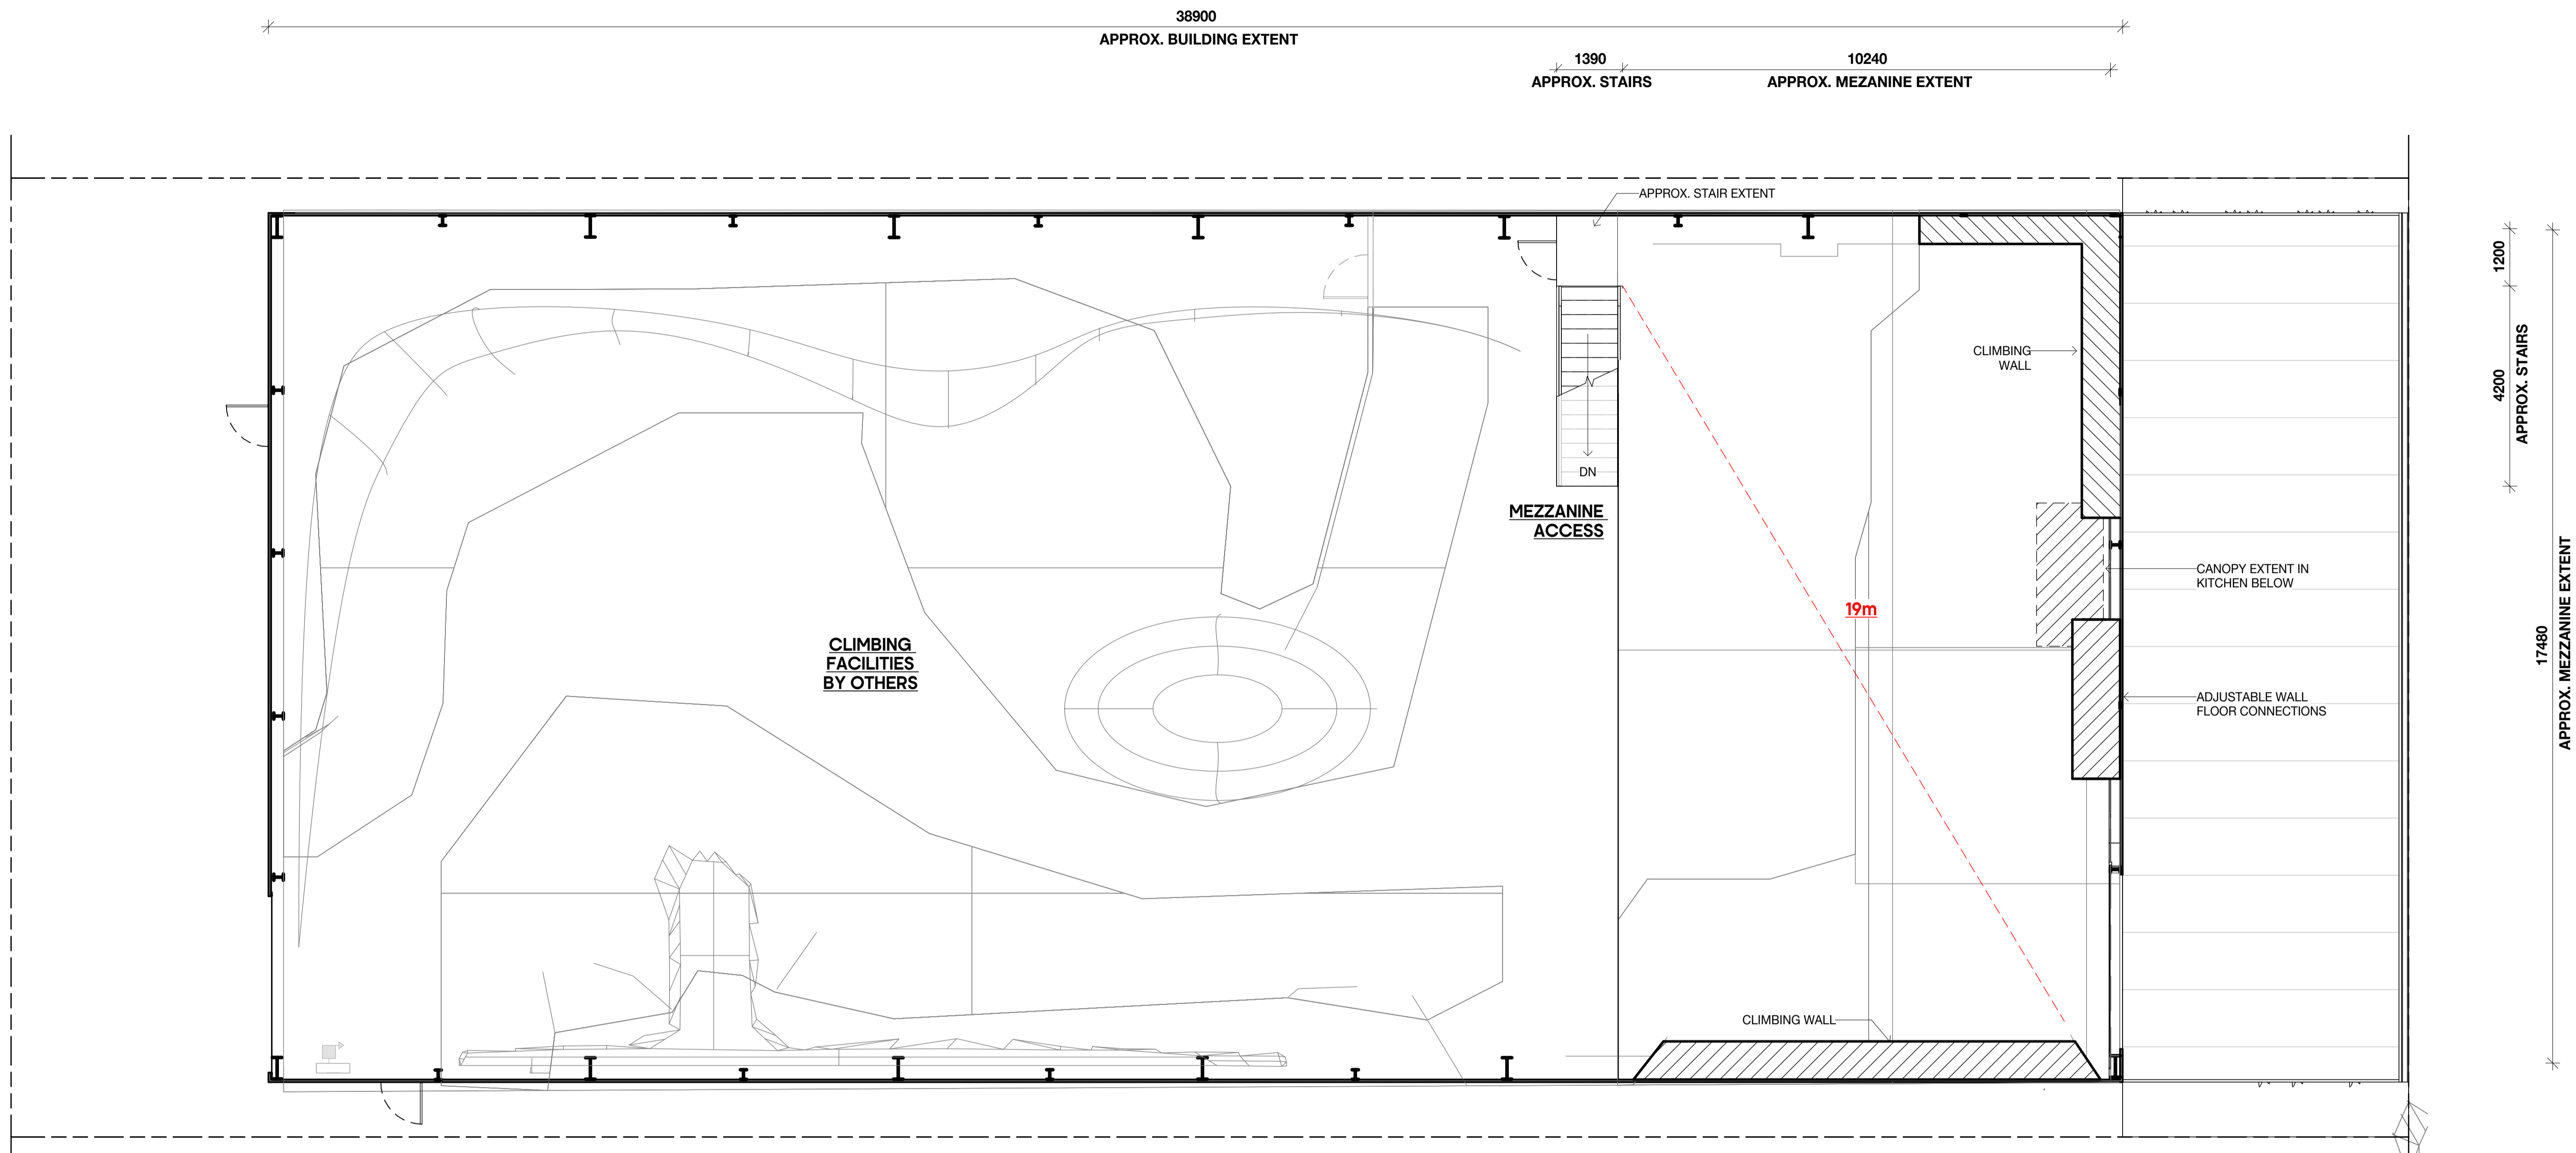 38900
APPROX. BUILDING EXTENT
1390
10240
APPROX. STAIRS
APPROX. MEZANINE EXTENT
APPROX. STAIR EXTENT
1200
4200
APPROX. STAIRS
CLIMBING
WALL
DN
MEZZANINE
ACCESS
CANOPY EXTENT IN
KITCHEN BELOW
19m
17480
APPROX. MEZZANINE EXTENT
CLIMBING
FACILITIES
BY OTHERS
ADJUSTABLE WALL
FLOOR CONNECTIONS
CLIMBING WALL